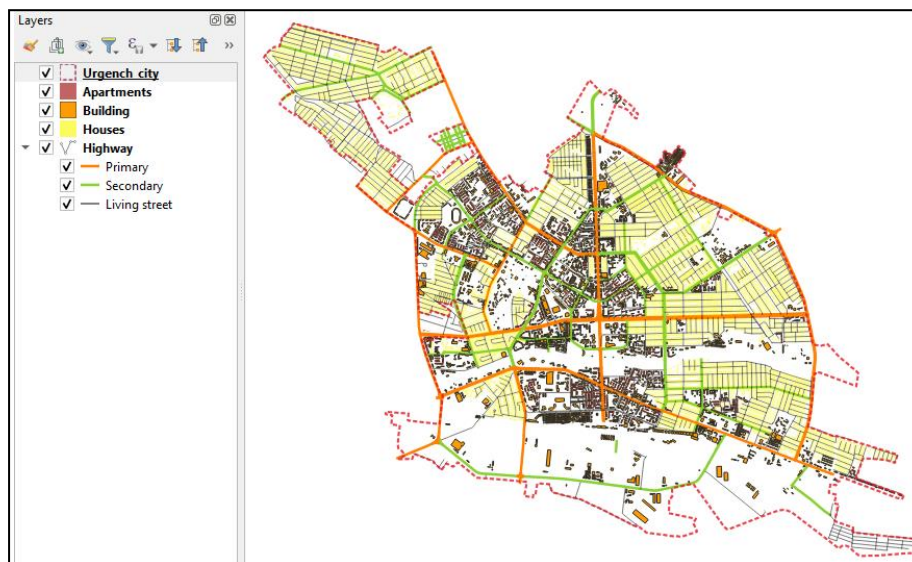 Layers
Urgench city
Apartments
Building
Houses
Highway
Primary
Secondary
Living street